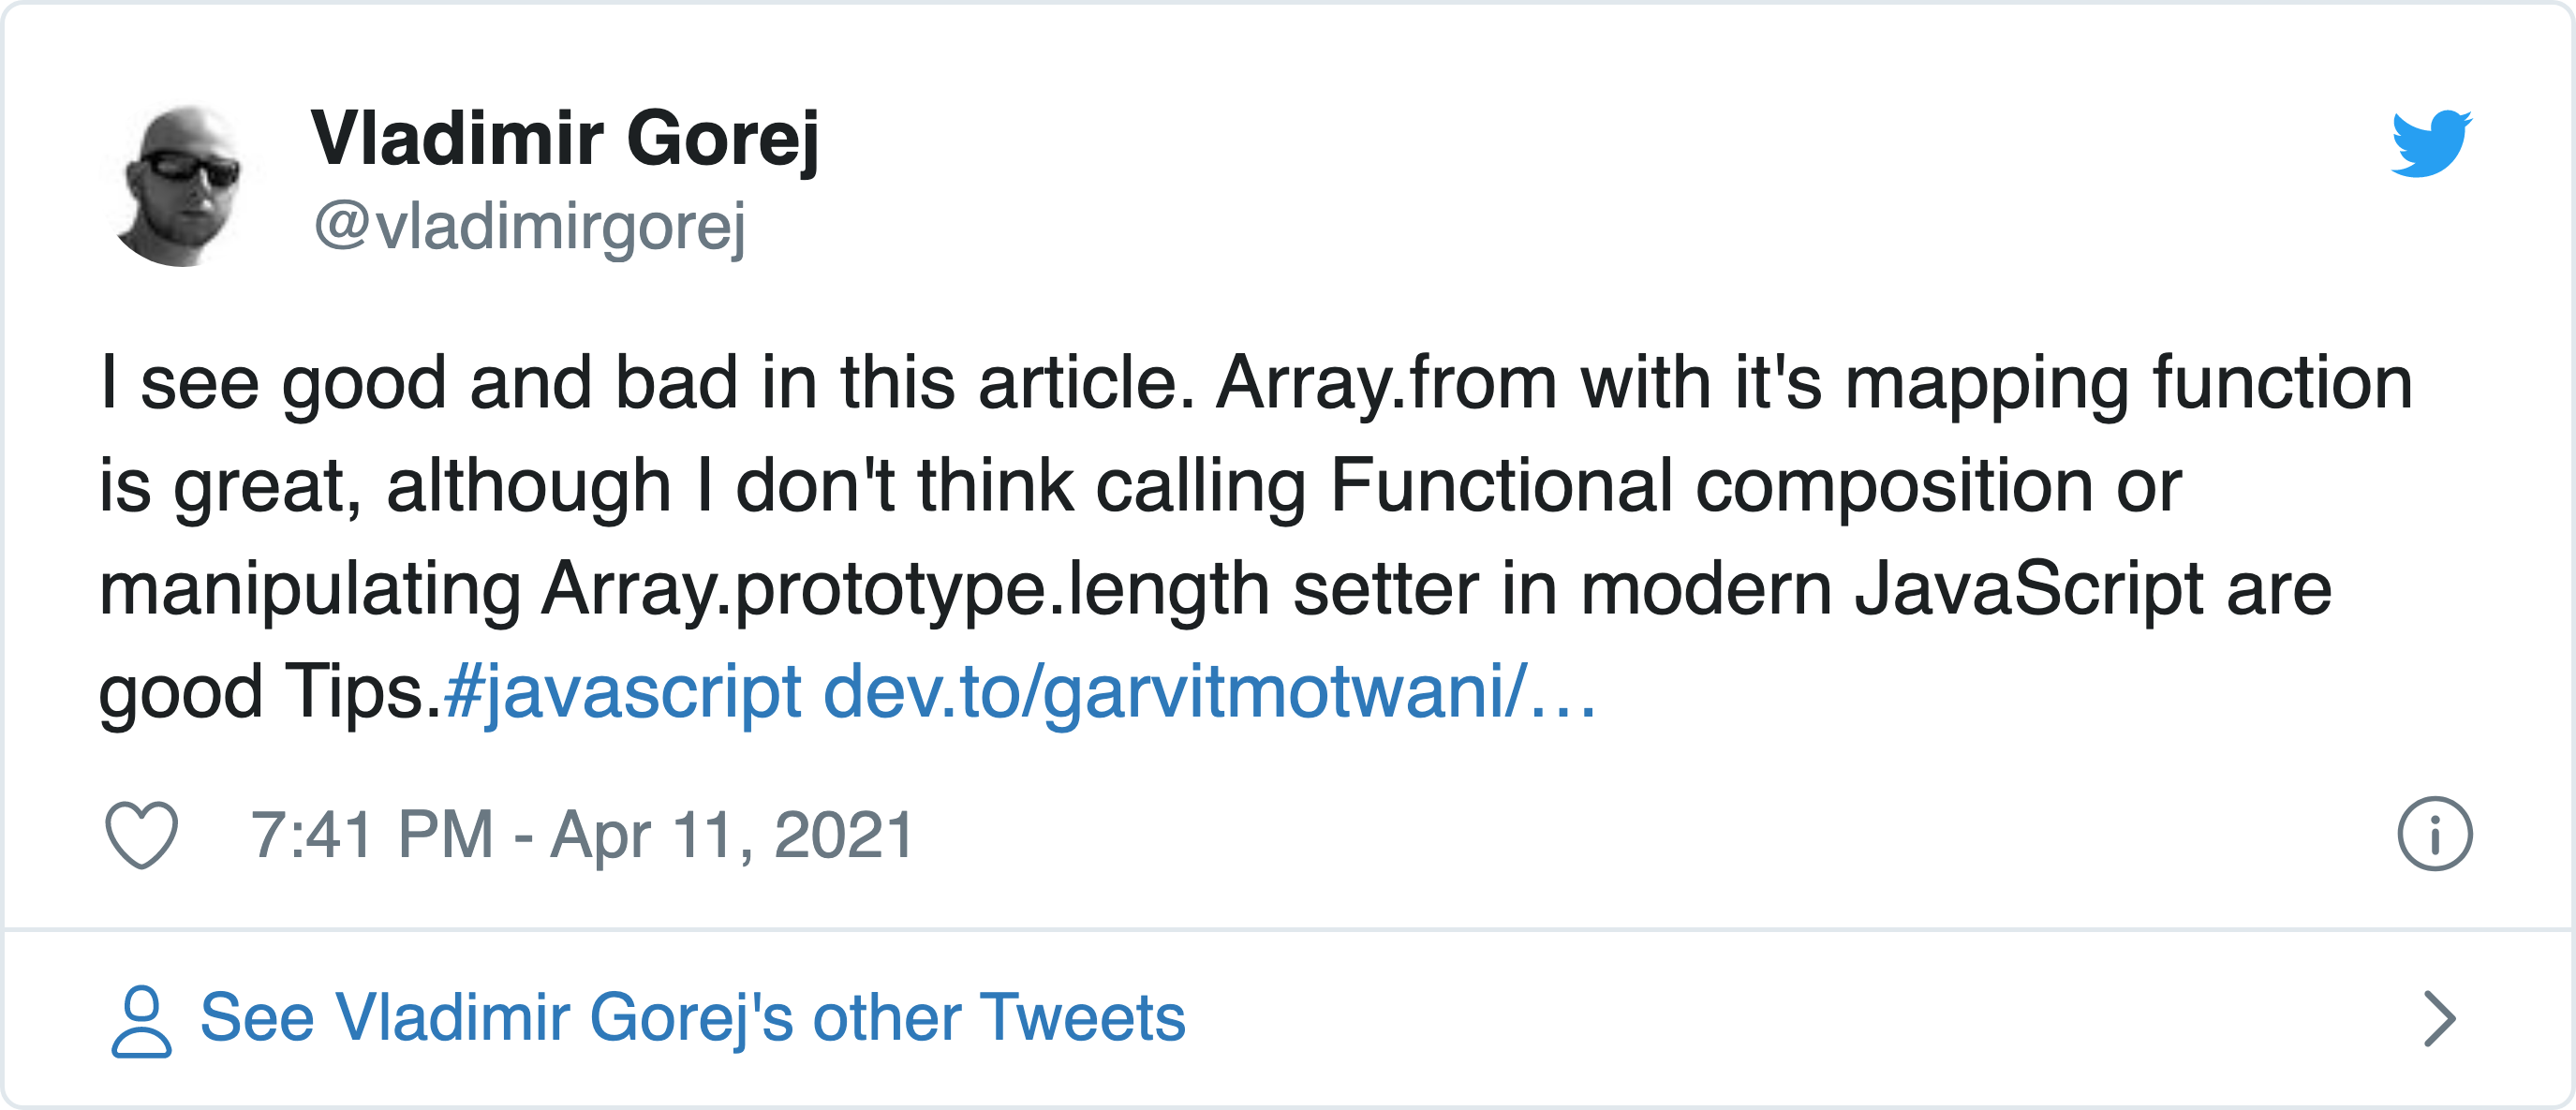 Vladimir Gorej
@vladimirgorej
I see good and bad in this article. Array.from with it's mapping function
is great, although I don't think calling Functional composition or
manipulating Array.prototype.length setter in modern JavaScript are
good Tips.#javascript dev.to/garvitmotwani/…
7:41 PM - Apr 11, 2021
See Vladimir Gorej's other Tweets